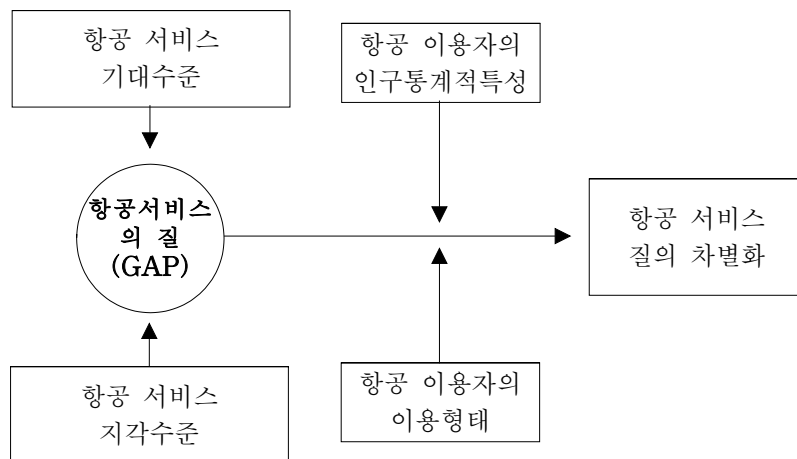 항공 서비스
기대수준
항공 이용자의
인구통계적특성
항공서비스
의 질
(GAP)
항공 서비스
질의 차별화
항공 서비스
지각수준
항공 이용자의
이용형태